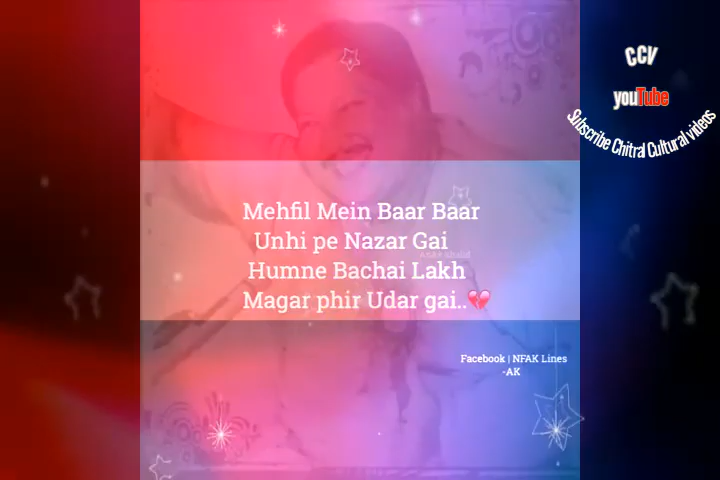 CCV
youTube
Subscribe Chitral Cultural videos
Mehfil Mein Baar Baar
Unhi pe Nazar Gai
Humne Bachai Lakh
Magar phir Udar gai..💔
Facebook | NFAK Lines
-AK